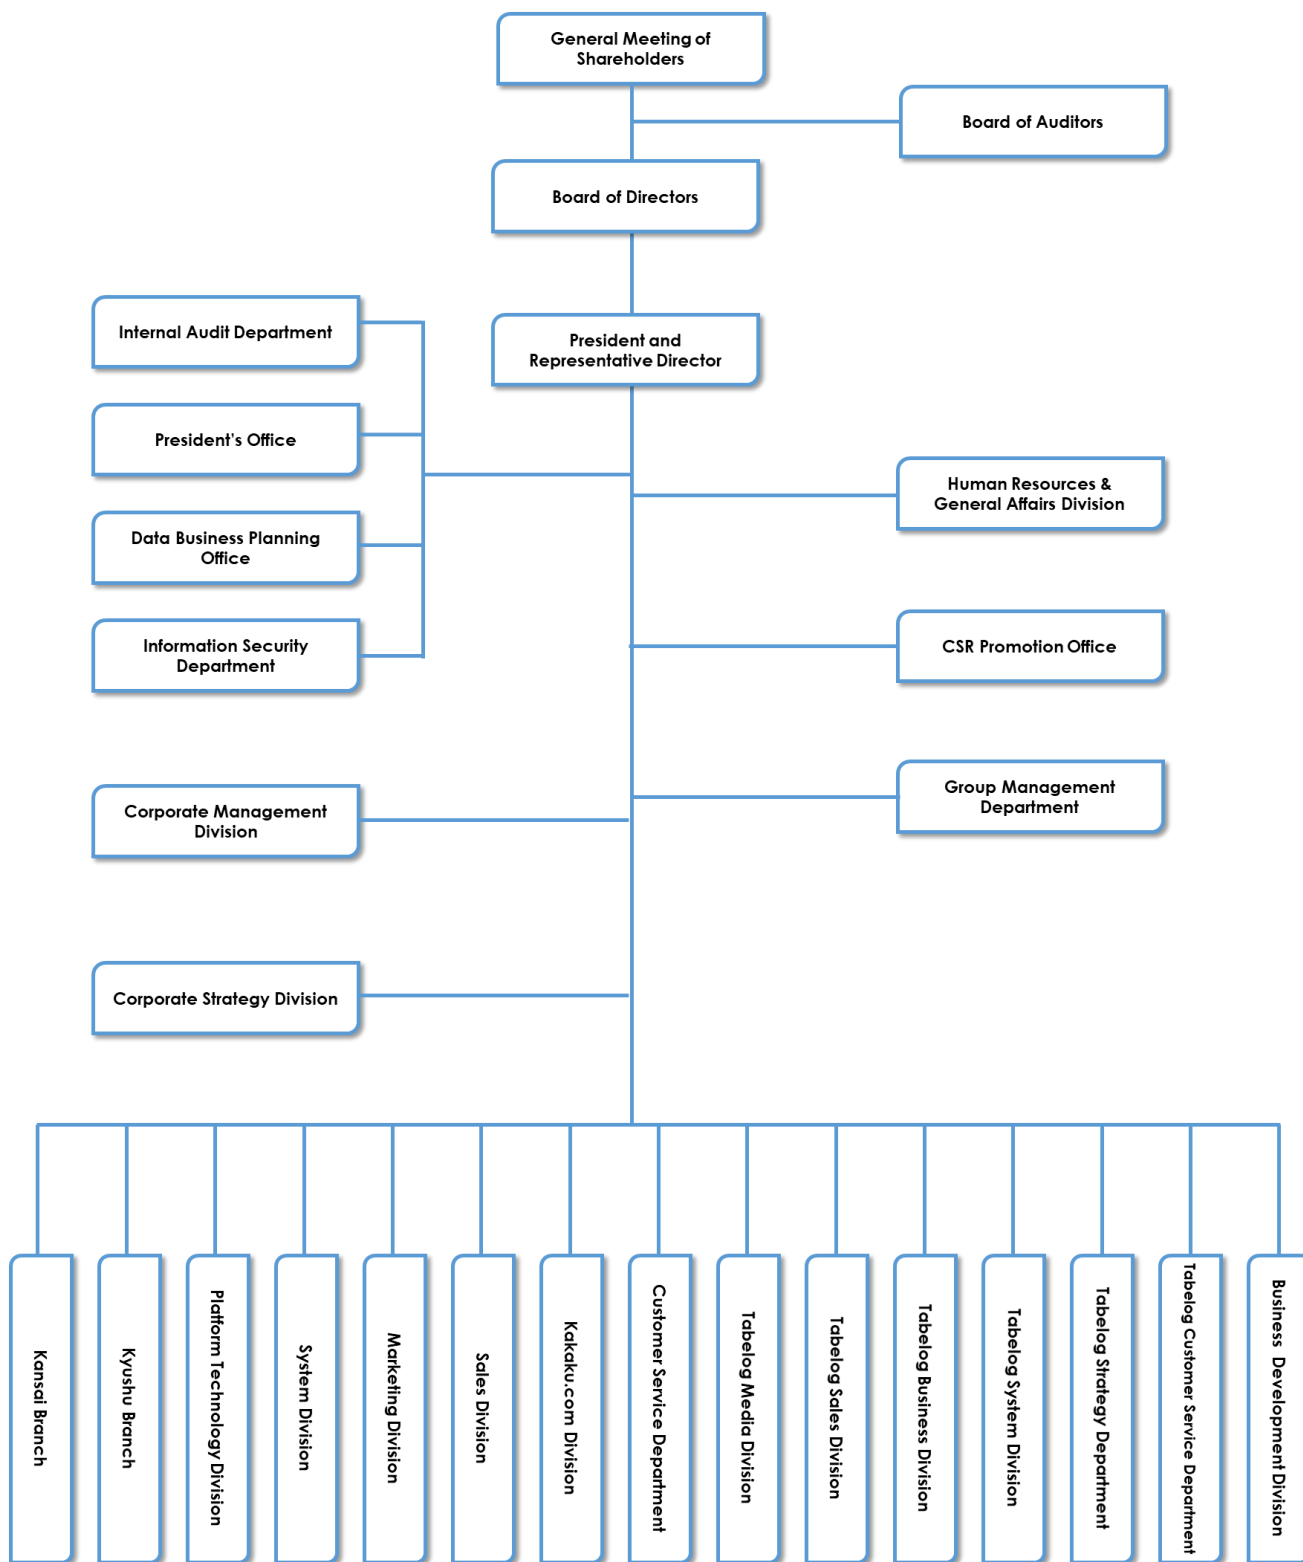 General Meeting of
Shareholders
Board of Auditors
Board of Directors
President and
Representative Director
Internal Audit Department
President's Office
Data Business Planning
Office
Information Security
Department
Human Resources &
General Affairs Division
CSR Promotion Office
Group Management
Department
Corporate Management
Division
Corporate Strategy Division
Kansai Branch
Kyushu Branch
Platform Technology Division
System Division
Marketing Division
Sales Division
Kakaku.com Division
Customer Service Department
Tabelog Media Division
Tabelog Sales Division
Tabelog Business Division
Tabelog System Division
Tabelog Strategy Department
Tabelog Customer Service Department
Business Development Division